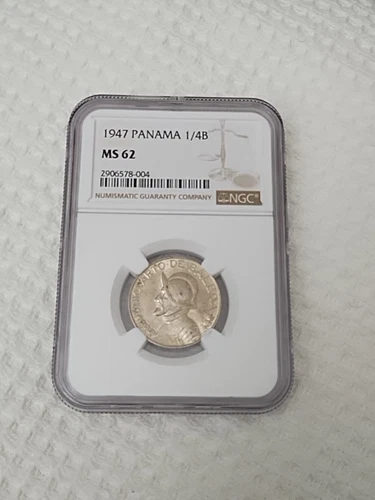 1947 PANAMA 1/4B
MS 62
2906578-004
NUMISMATIC GUARANTY COMPANY
NGC